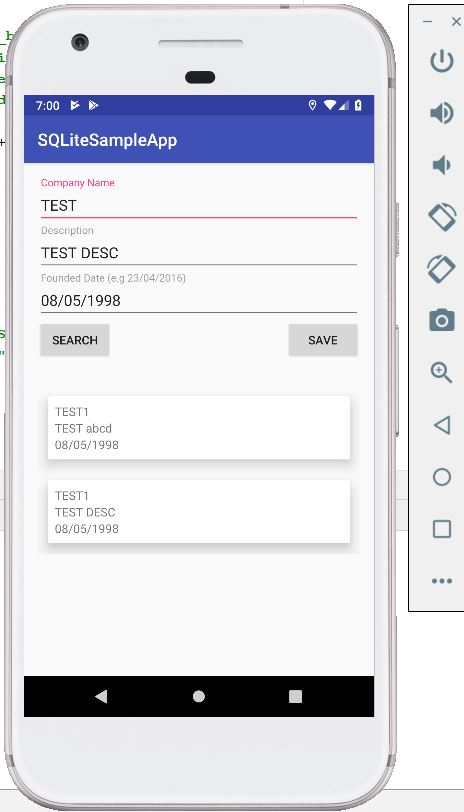 7:00
SQLiteSampleApp
Company Name
TEST
Description
TEST DESC
Founded Date (e.g 23/04/2016)
08/05/1998
SEARCH SAVE
TEST1
TEST abcd
08/05/1998
TEST1
TEST DESC
08/05/1998